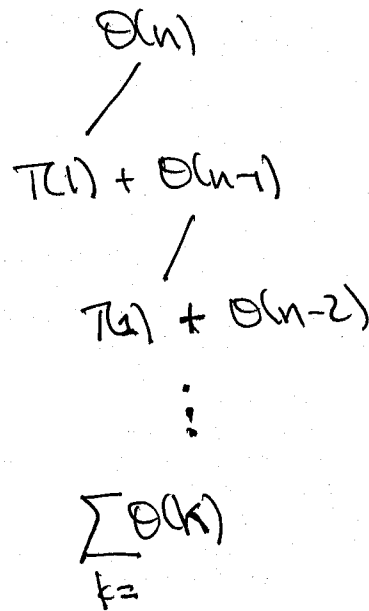 Θ(n)
T(1) + Θ(n-1)
T(1) + Θ(n-2)
⋮
∑ Θ(k)
k=